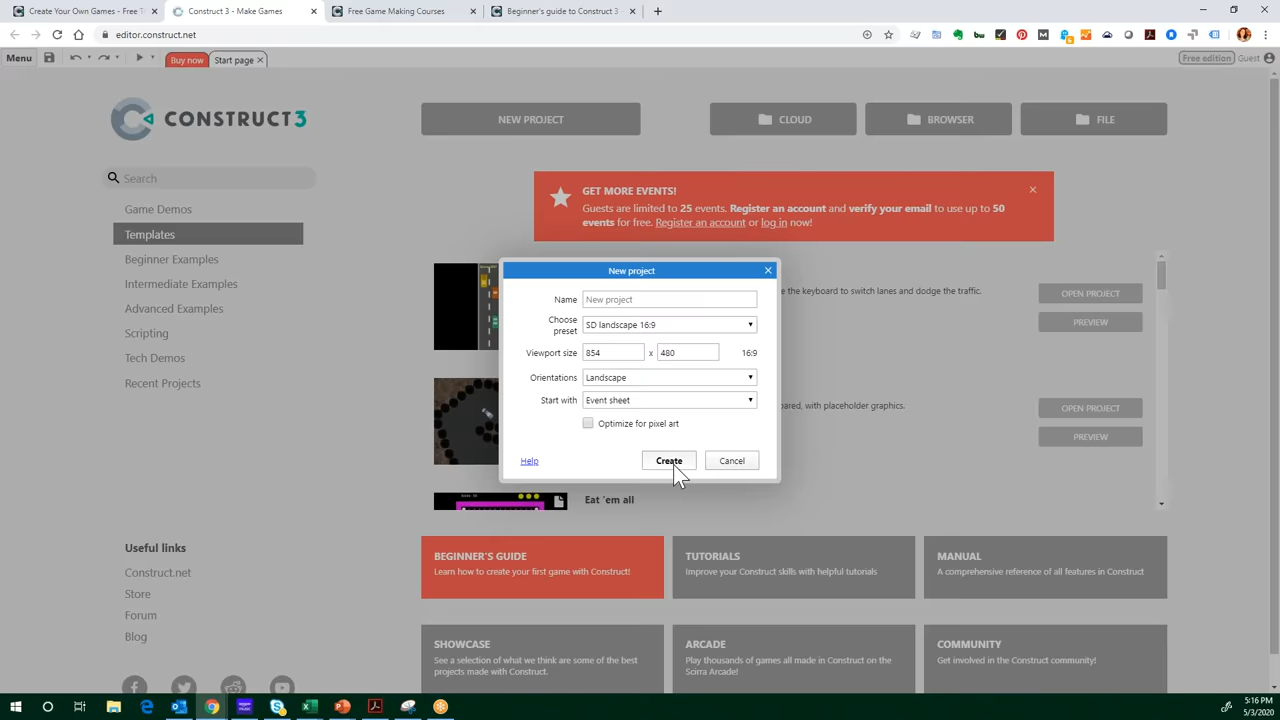 Create Your Own Games - Free T
Construct 3 - Make Games
Free Game Making Courses
Beginner's guide to Construct 3
editor.construct.net
Menu
Buy now
Start page
Free edition
Guest
CONSTRUCT3
NEW PROJECT
CLOUD
BROWSER
FILE
Search
GET MORE EVENTS!
Guests are limited to 25 events. Register an account and verify your email to use up to 50
events for free. Register an account or log in now!
Game Demos
Templates
Beginner Examples
Intermediate Examples
Advanced Examples
Scripting
Tech Demos
Recent Projects
e the keyboard to switch lanes and dodge the traffic.
OPEN PROJECT
PREVIEW
ared, with placeholder graphics.
OPEN PROJECT
PREVIEW
Eat 'em all
New project
Name
New project
Choose
preset
SD landscape 16:9
Viewport size
854
x
480
16:9
Orientations
Landscape
Start with
Event sheet
Optimize for pixel art
Help
Create
Cancel
Useful links
Construct.net
Store
Forum
Blog
BEGINNER'S GUIDE
Learn how to create your first game with Construct!
TUTORIALS
Improve your Construct skills with helpful tutorials
MANUAL
A comprehensive reference of all features in Construct
SHOWCASE
See a selection of what we think are some of the best
projects made with Construct.
ARCADE
Play thousands of games all made in Construct on the
Scirra Arcade!
COMMUNITY
Get involved in the Construct community!
5:16 PM
5/3/2020